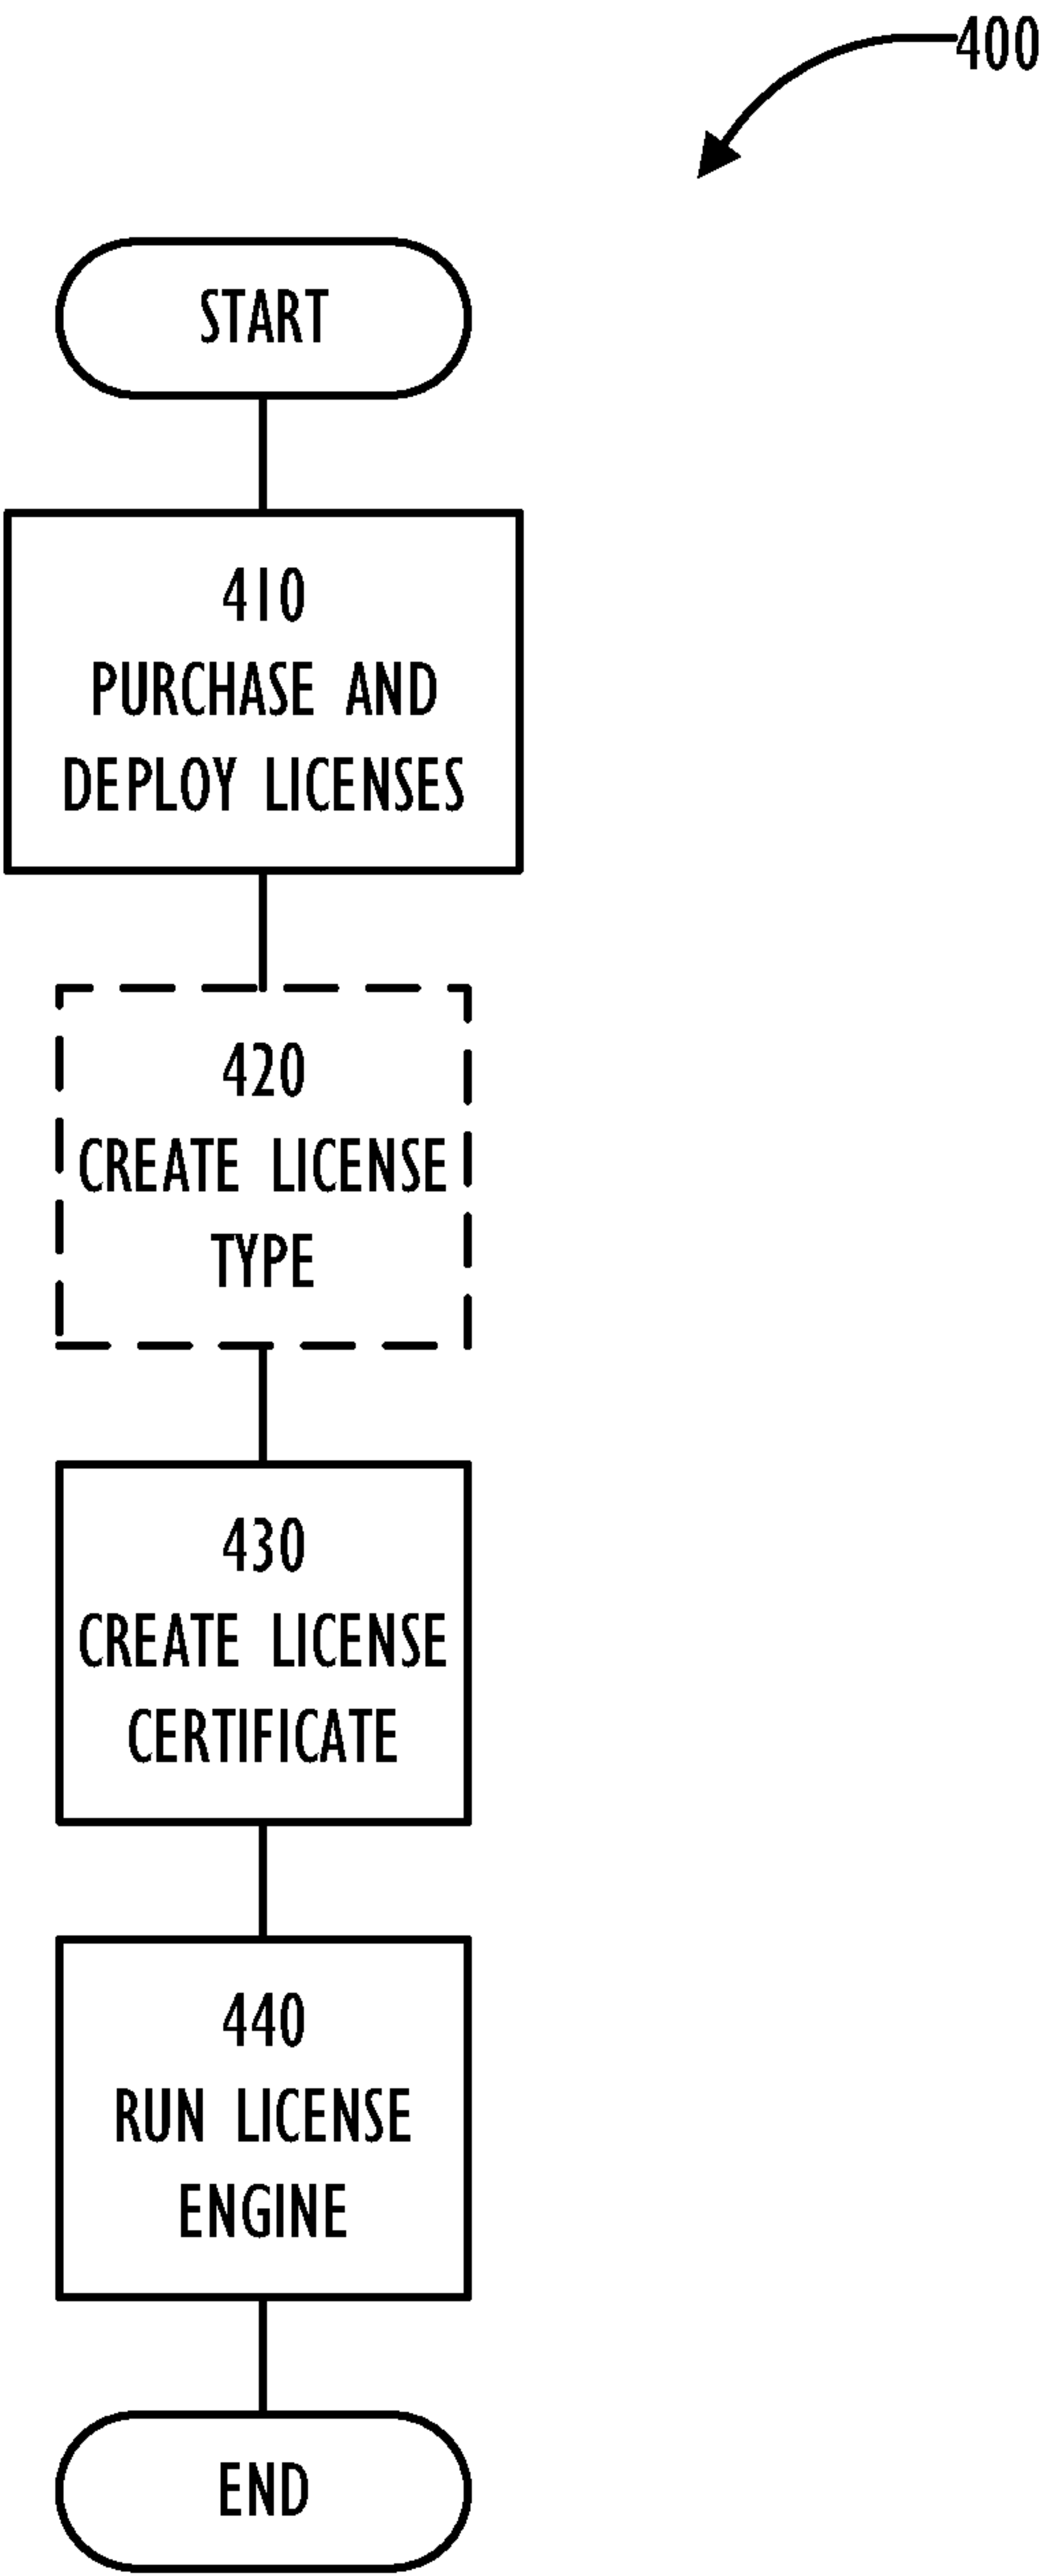 400
START
410
PURCHASE AND
DEPLOY LICENSES
420
CREATE LICENSE
TYPE
430
CREATE LICENSE
CERTIFICATE
440
RUN LICENSE
ENGINE
END